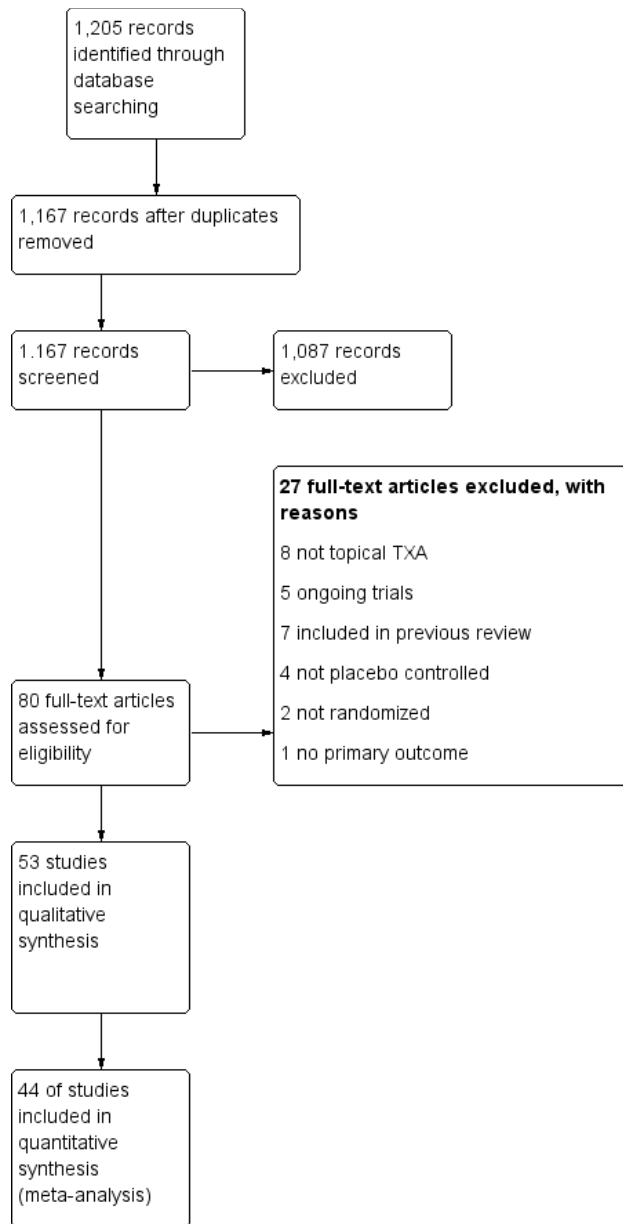 1,205 records
identified through
database
searching
1,167 records after duplicates
removed
1.167 records
screened
1,087 records
excluded
27 full-text articles excluded, with
reasons
8 not topical TXA
5 ongoing trials
7 included in previous review
4 not placebo controlled
2 not randomized
1 no primary outcome
80 full-text articles
assessed for
eligibility
53 studies
included in
qualitative
synthesis
44 of studies
included in
quantitative
synthesis
(meta-analysis)